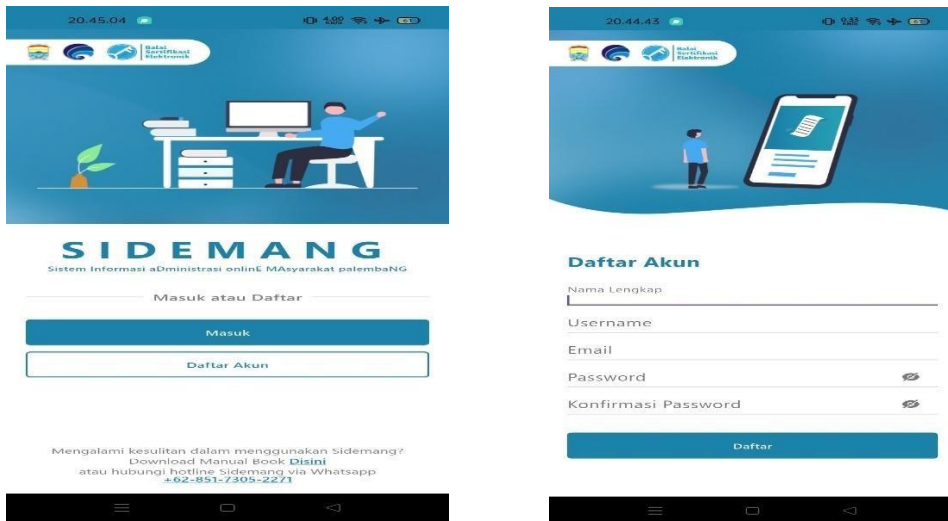 20.45.04
Balai
Sertifikasi
Elektronik
SIDEMANG
Sistem Informasi aDministrasi onlinE MAsyarakat palembaNG
Masuk atau Daftar
Masuk
Daftar Akun
Mengalami kesulitan dalam menggunakan Sidemang?
Download Manual Book Disini
atau hubungi hotline Sidemang via Whatsapp
+62-851-7305-2271
20.44.43
Balai
Sertifikasi
Elektronik
Daftar Akun
Nama Lengkap
Username
Email
Password
Konfirmasi Password
Daftar